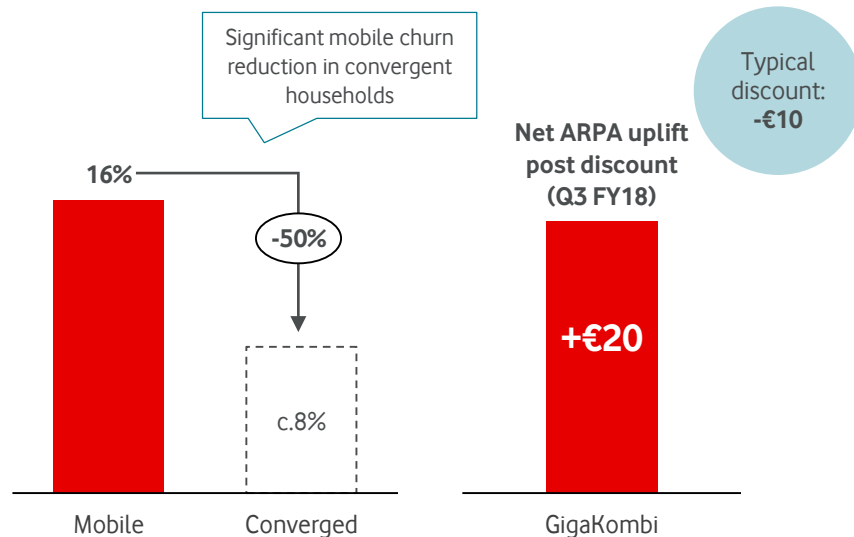 Significant mobile churn
reduction in convergent
households
Typical
discount:
-€10
Net ARPA uplift
post discount
(Q3 FY18)
16%
-50%
c.8%
+€20
Mobile
Converged
GigaKombi